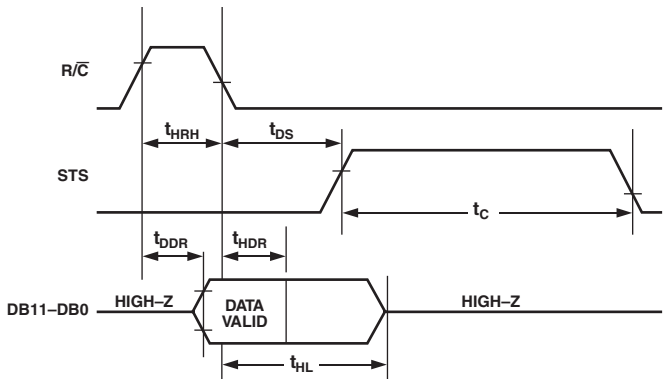 R/C̅
tHRH
tDS
STS
tC
tDDR
tHDR
DB11–DB0
HIGH–Z
DATA
VALID
HIGH–Z
tHL